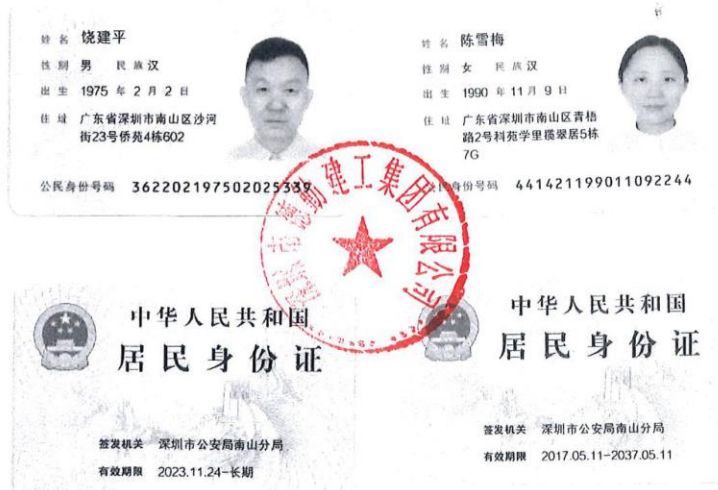 姓名 饶建平
性别 男 民族 汉
出生 1975 年 2 月 2 日
住址 广东省深圳市南山区沙河
街23号侨苑4栋602
公民身份号码 362202197502025339
姓名 陈雪梅
性别 女 民族 汉
出生 1990 年 11 月 9 日
住址 广东省深圳市南山区青梧
路2号科苑学里揽翠居5栋
7G
公民身份号码 441421199011092244
市德勤建工集团有限公司
中华人民共和国
居民身份证
签发机关 深圳市公安局南山分局
有效期限 2023.11.24-长期
中华人民共和国
居民身份证
签发机关 深圳市公安局南山分局
有效期限 2017.05.11-2037.05.11